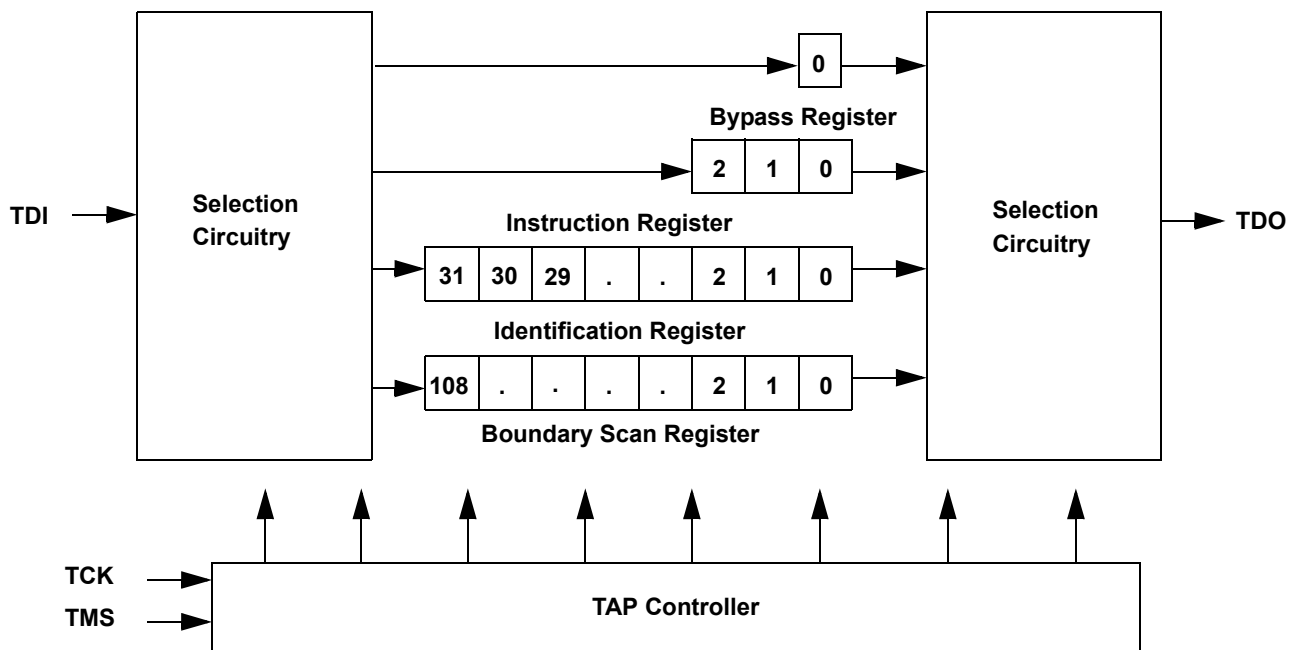 0
Bypass Register
2 1 0
TDI
Selection
Circuitry
Instruction Register
31 30 29 . . 2 1 0
Identification Register
108 . . . . 2 1 0
Boundary Scan Register
Selection
Circuitry
TDO
TCK
TMS
TAP Controller